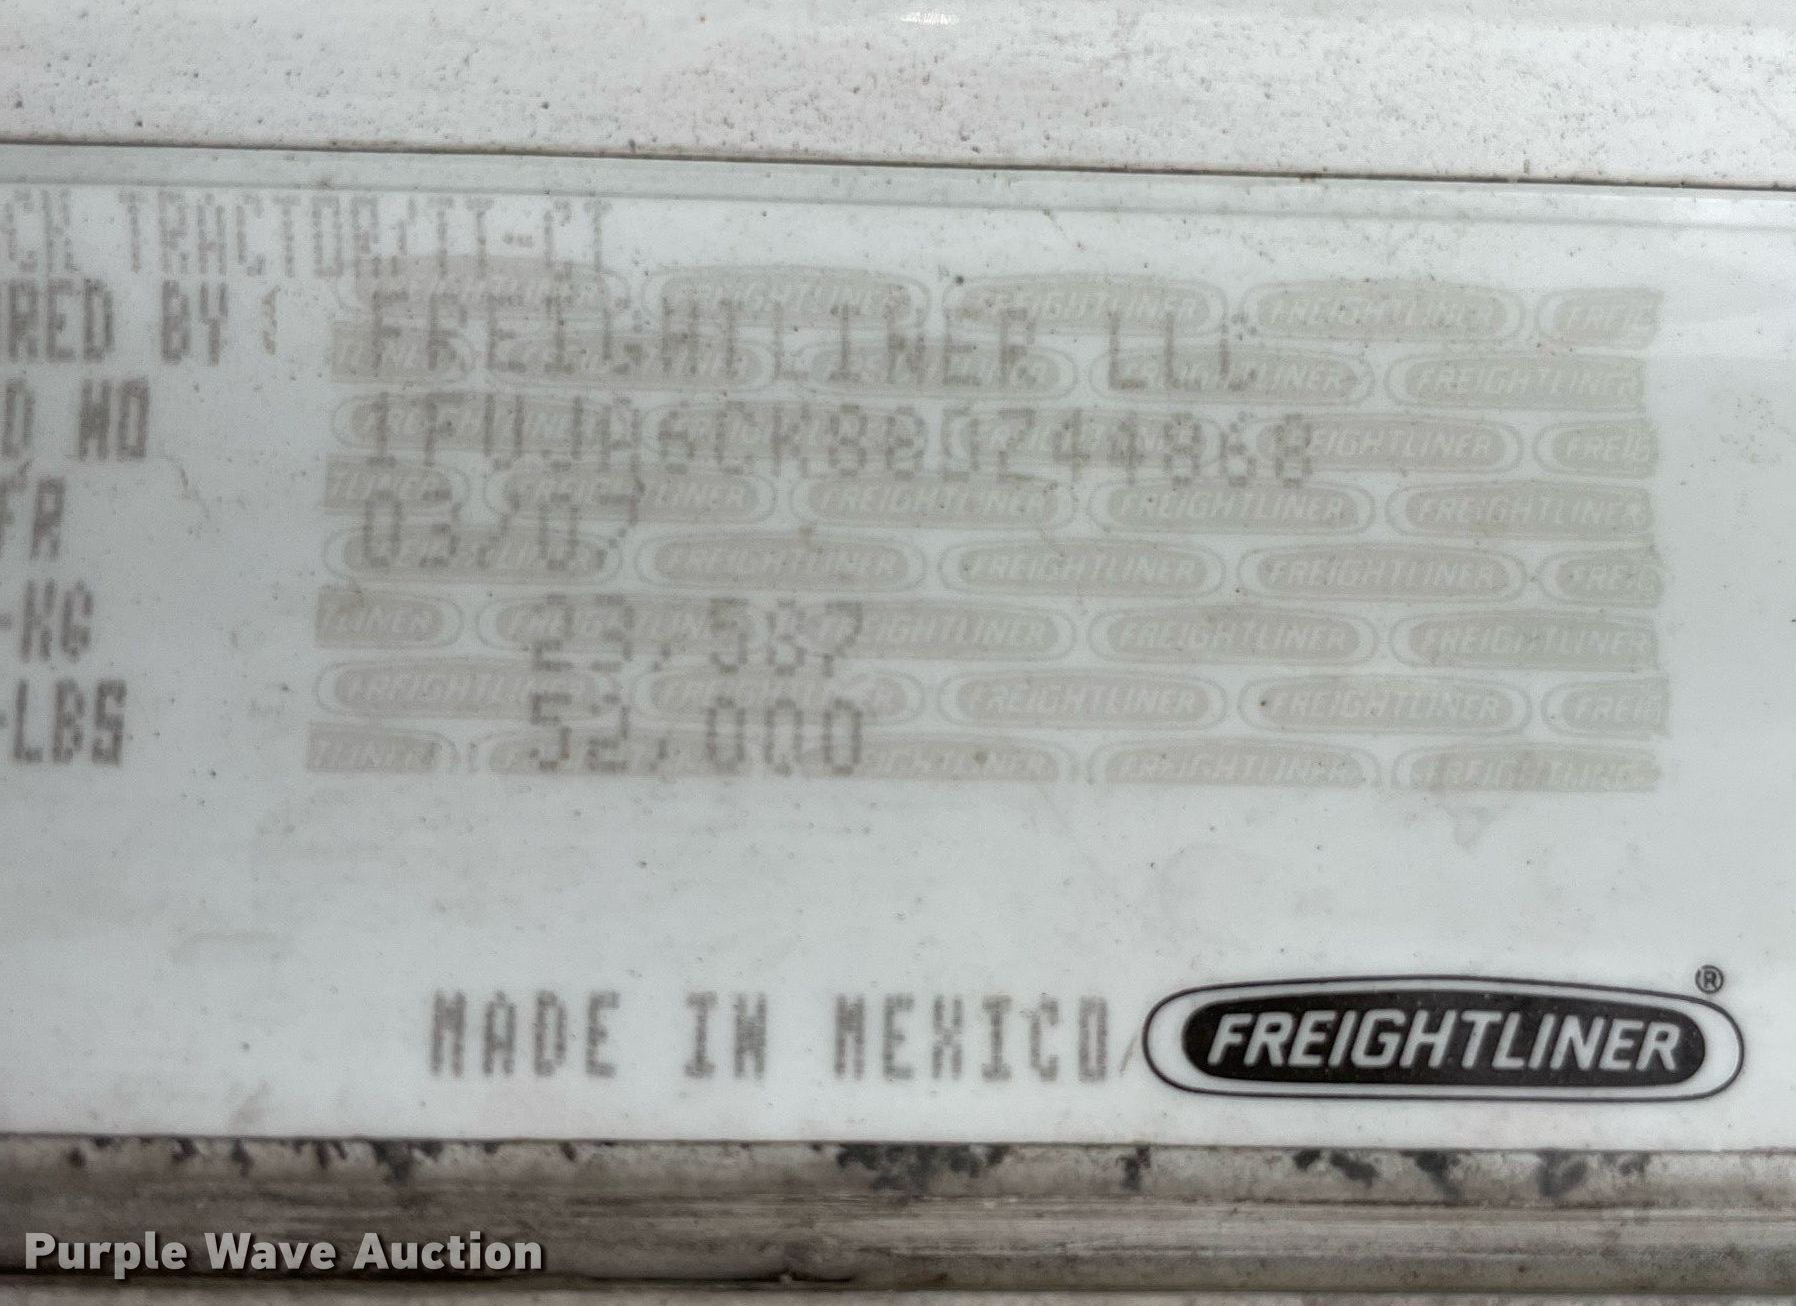 CK TRACTOR/TT-CT
RED BY : FREIGHTLINER LLC
D NO 1FUJA6CK88DZ44868
FR 03/07
-KG 23,587
-LBS 52,000
MADE IN MEXICO
FREIGHTLINER®
Purple Wave Auction